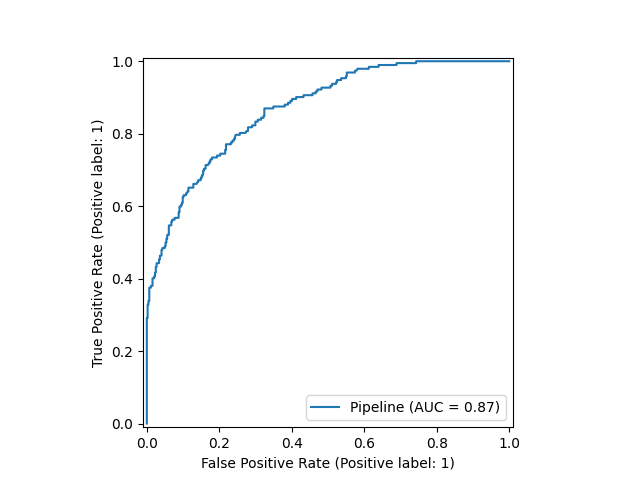 1.0
0.8
0.6
0.4
0.2
0.0
True Positive Rate (Positive label: 1)
Pipeline (AUC = 0.87)
0.0 0.2 0.4 0.6 0.8 1.0
False Positive Rate (Positive label: 1)